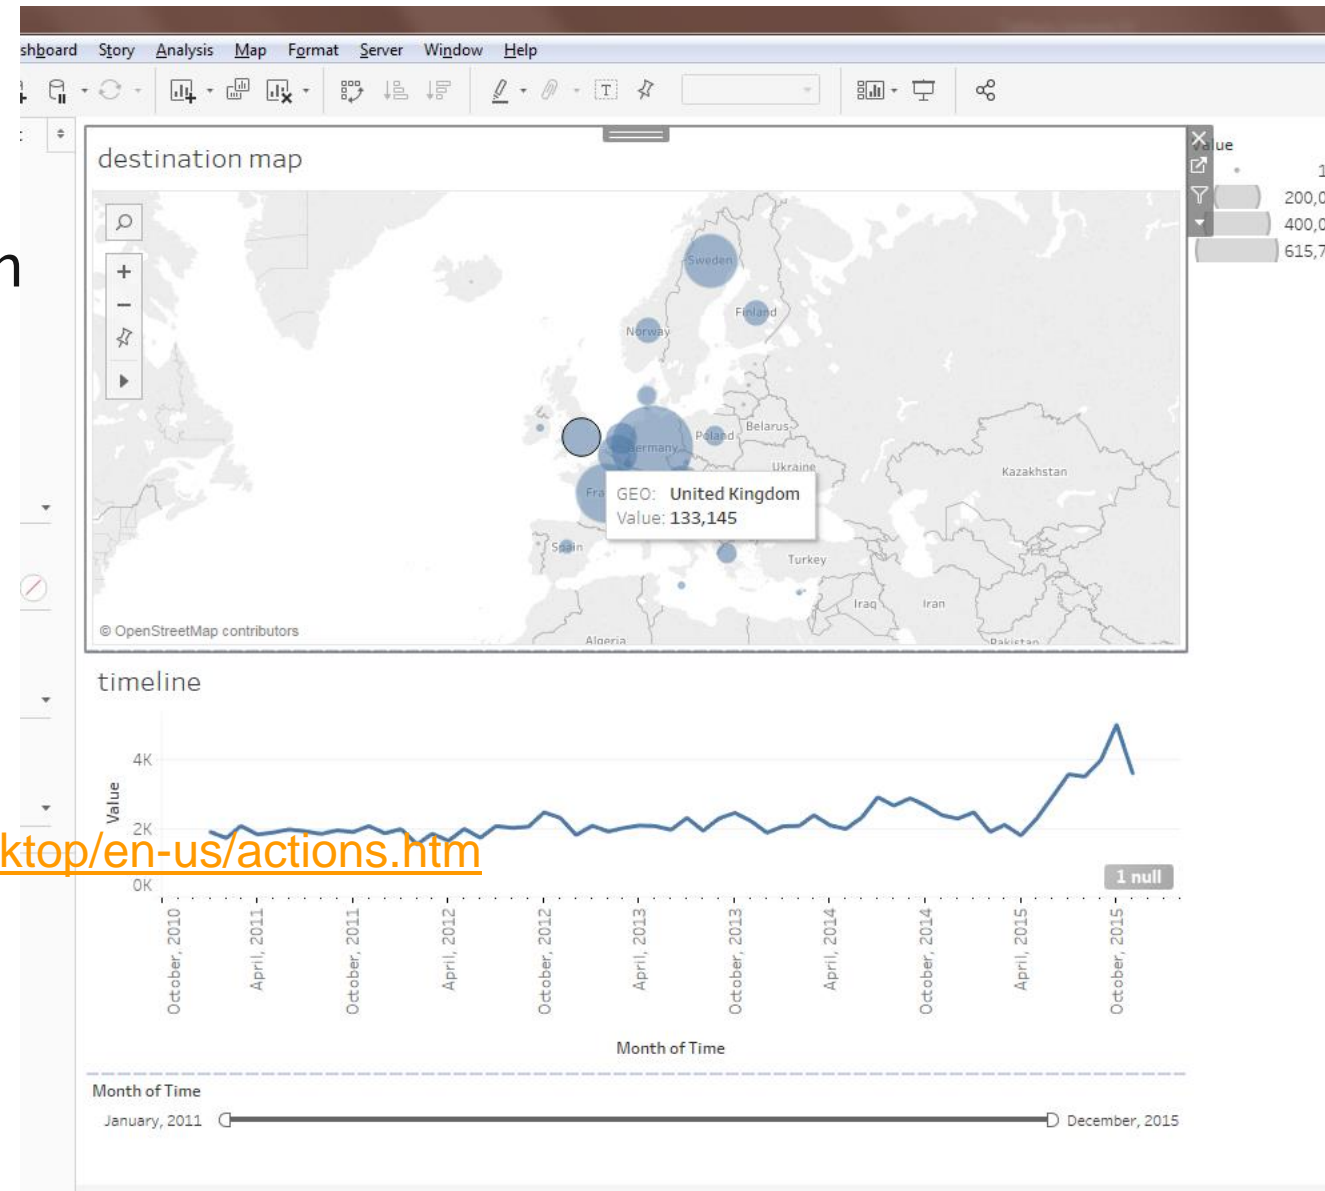 shboard Story Analysis Map Format Server Window Help
destination map
Value
1
200,0
400,0
615,7
n
Sweden
Finland
Norway
Belarus
Poland
Germany
Ukraine
Kazakhstan
Fra
GEO: United Kingdom
Value: 133,145
Spain
Turkey
Iraq
Iran
© OpenStreetMap contributors
Algeria
Pakistan
timeline
4K
Value
2K
ktop/en-us/actions.htm
1 null
0K
October, 2010
April, 2011
October, 2011
April, 2012
October, 2012
April, 2013
October, 2013
April, 2014
October, 2014
April, 2015
October, 2015
Month of Time
Month of Time
January, 2011
December, 2015